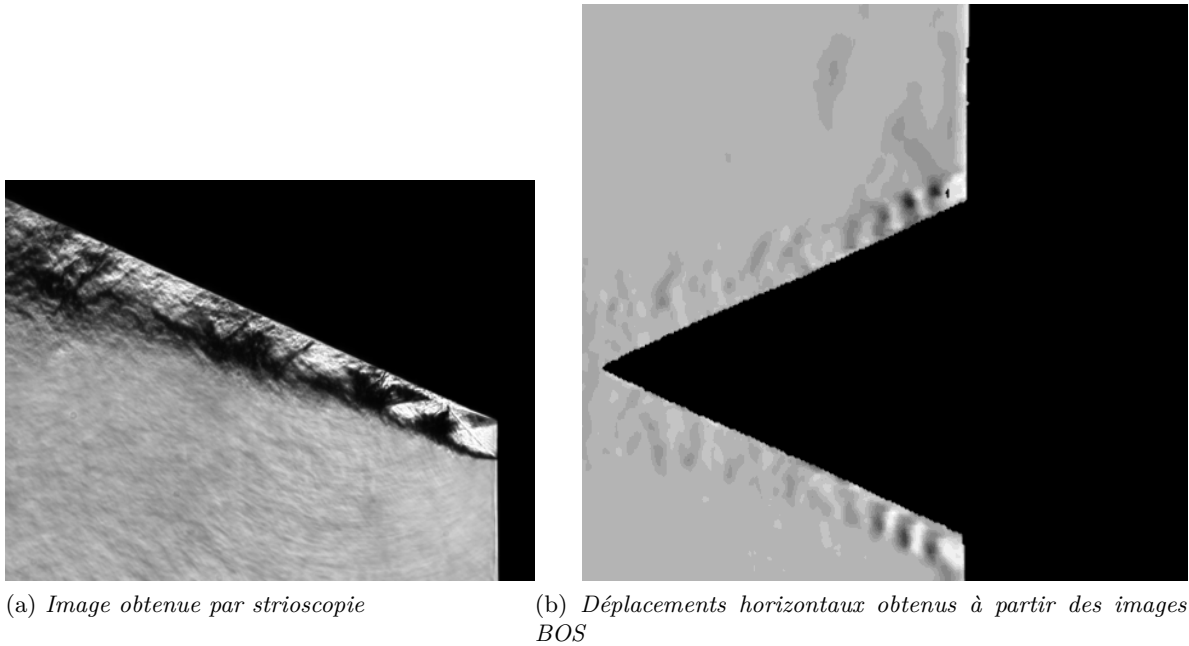 (a) Image obtenue par strioscopie
(b) Déplacements horizontaux obtenus à partir des images
BOS